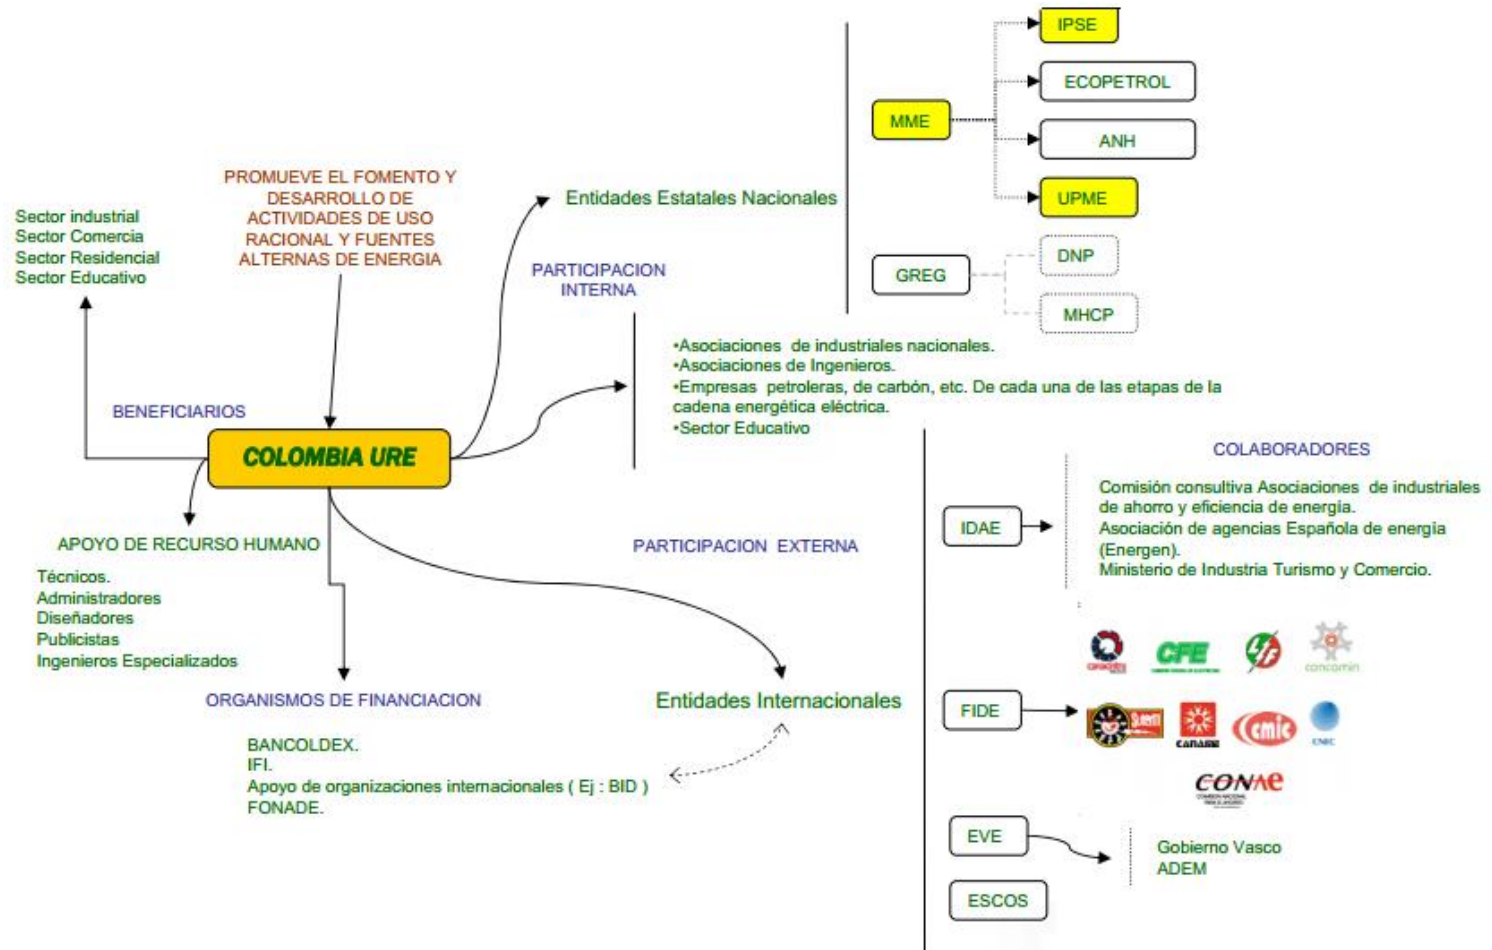 IPSE
ECOPETROL
MME
ANH
UPME
PROMUEVE EL FOMENTO Y
DESARROLLO DE
ACTIVIDADES DE USO
RACIONAL Y FUENTES
ALTERNAS DE ENERGIA
Entidades Estatales Nacionales
Sector industrial
Sector Comercia
Sector Residencial
Sector Educativo
PARTICIPACION
INTERNA
DNP
GREG
MHCP
•Asociaciones de industriales nacionales.
•Asociaciones de Ingenieros.
•Empresas petroleras, de carbón, etc. De cada una de las etapas de la
cadena energética eléctrica.
•Sector Educativo
BENEFICIARIOS
COLOMBIA URE
COLABORADORES
Comisión consultiva Asociaciones de industriales
de ahorro y eficiencia de energía.
Asociación de agencias Española de energía
(Energen).
Ministerio de Industria Turismo y Comercio.
IDAE
APOYO DE RECURSO HUMANO
Técnicos.
Administradores
Diseñadores
Publicistas
Ingenieros Especializados
PARTICIPACION EXTERNA
CFE
concamin
ORGANISMOS DE FINANCIACION
Entidades Internacionales
FIDE
CANAME
cmic
CNEC
BANCOLDEX.
IFI.
Apoyo de organizaciones internacionales ( Ej : BID )
FONADE.
CONAE
EVE
Gobierno Vasco
ADEM
ESCOS